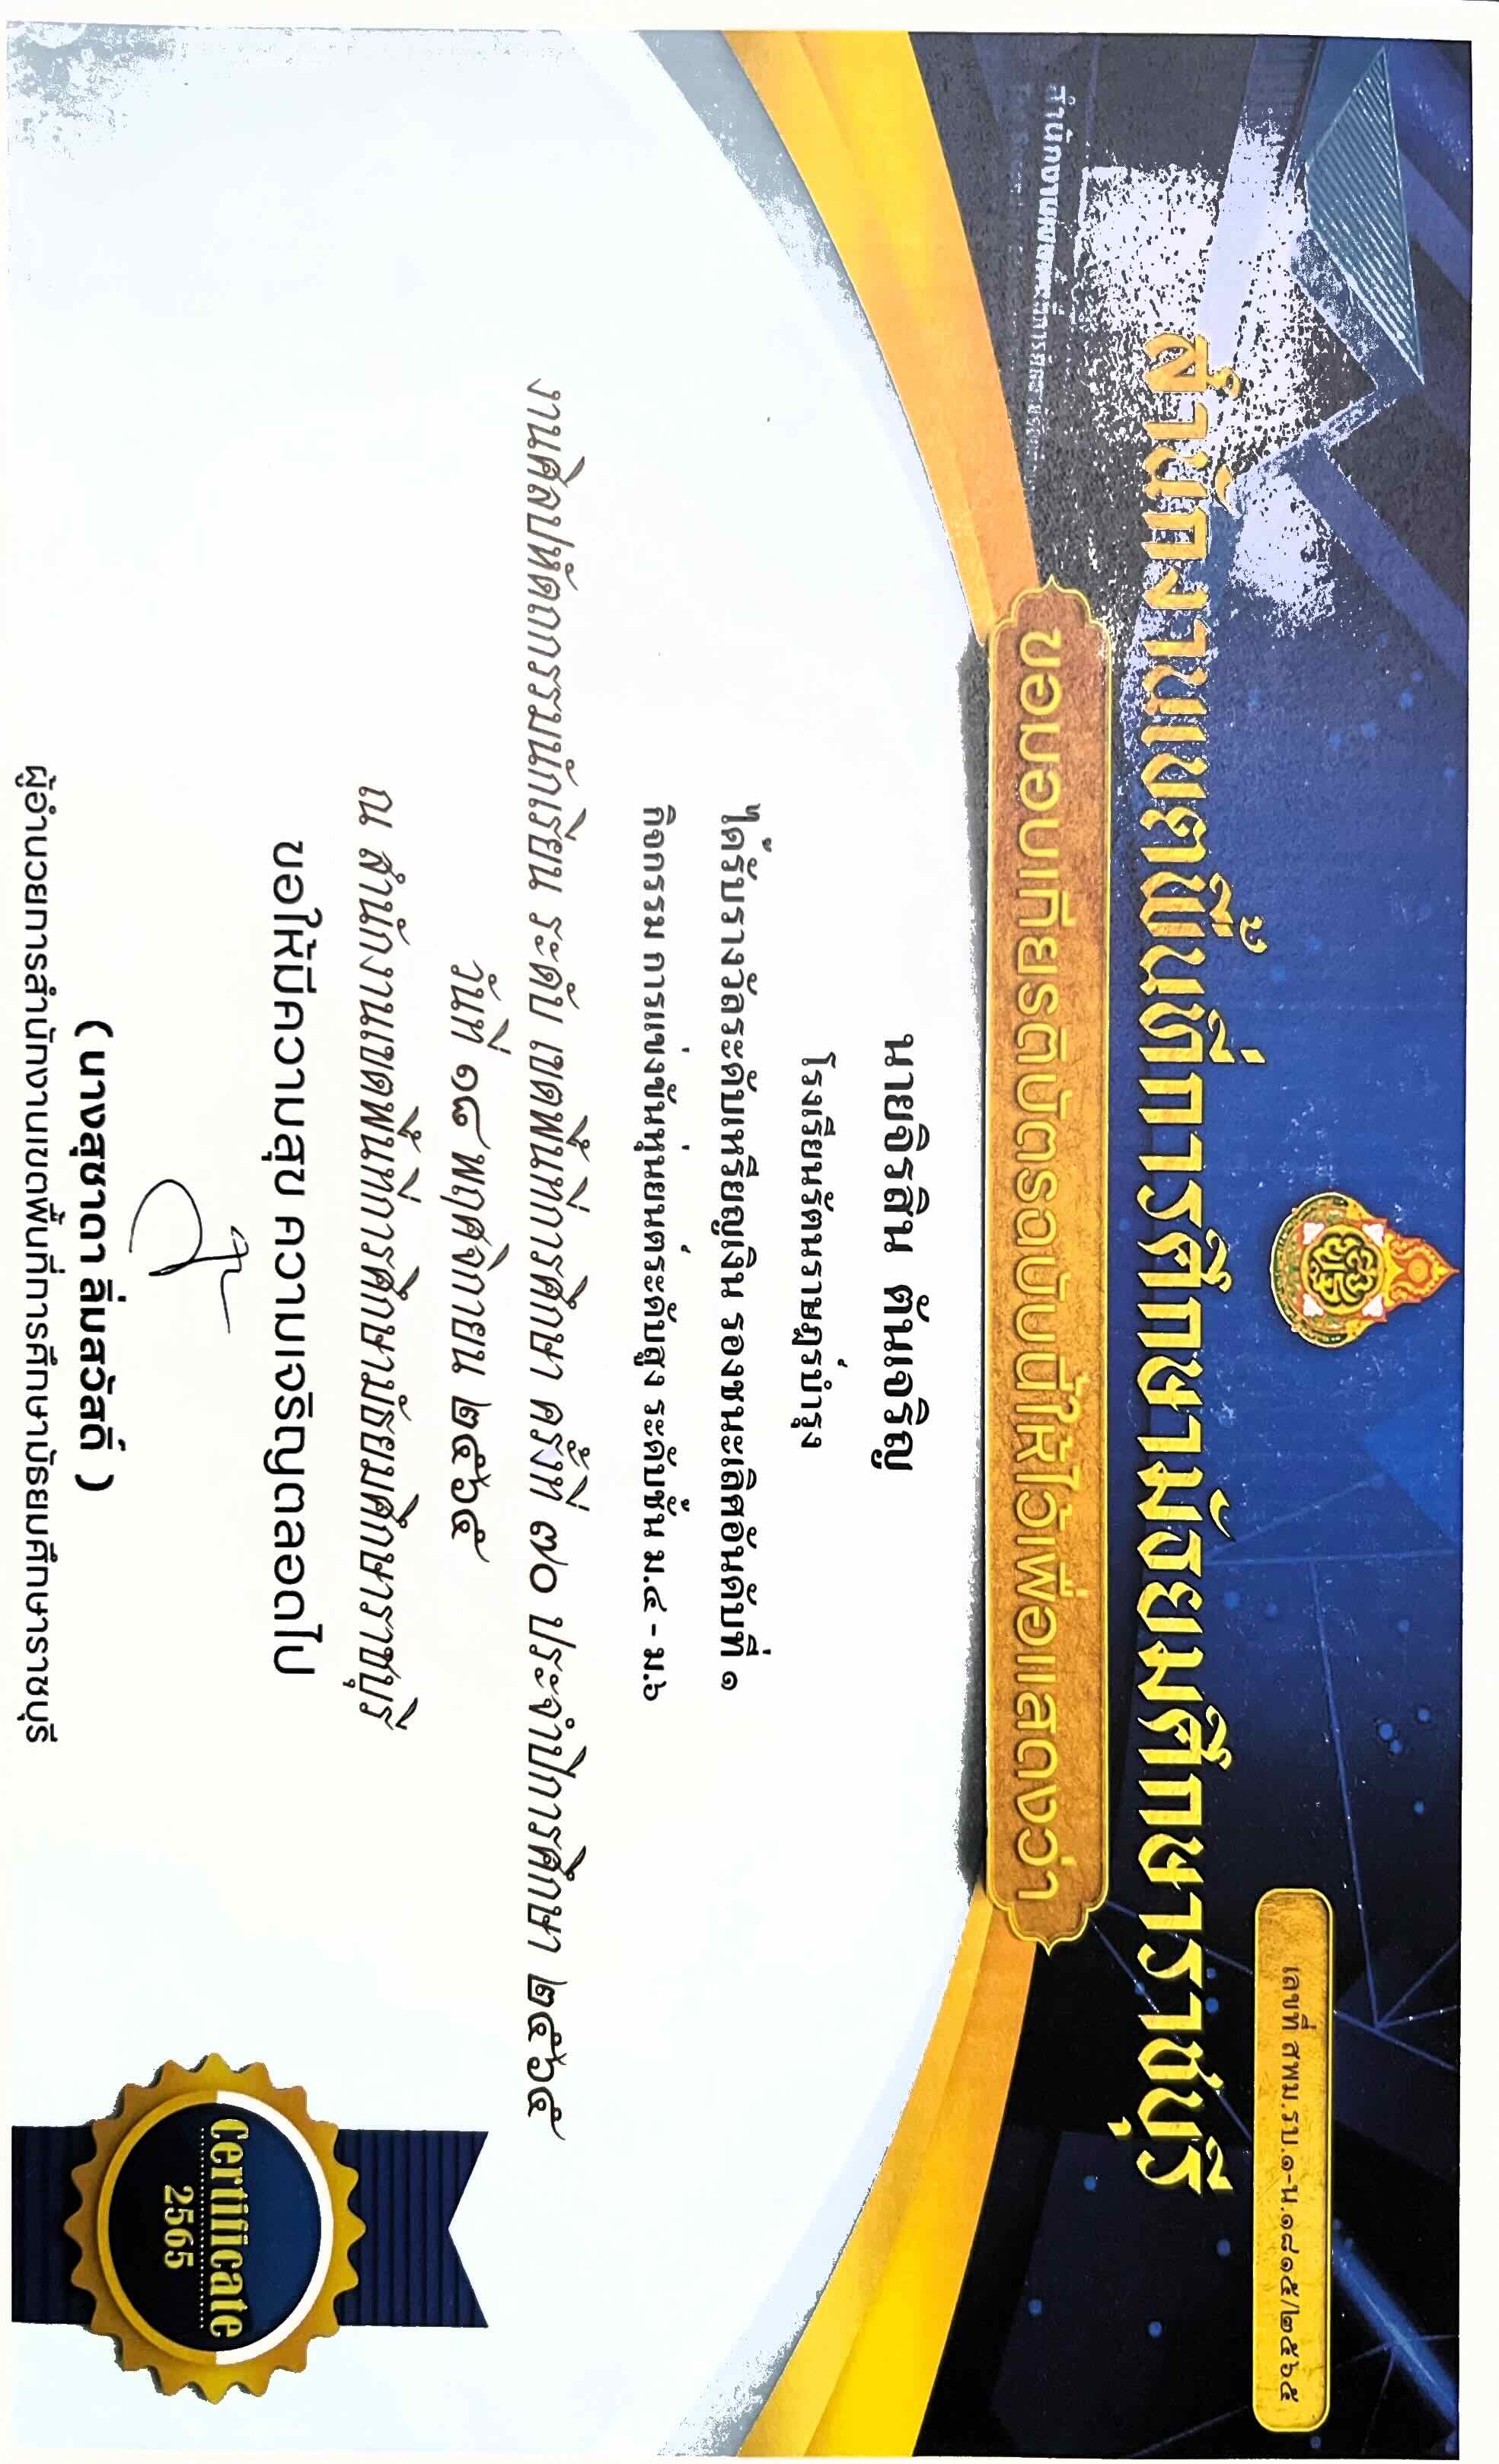 เลขที่ สพม.รบ.๑-น.๑๘๑๕/๒๕๖๕
สำนักงานเขตพื้นที่การศึกษามัธยมศึกษาราชบุรี
ขอมอบเกียรติบัตรฉบับนี้ให้ไว้เพื่อแสดงว่า
สำนักงานเขตพื้นที่การศึกษามัธยมศึกษา
นายจิรสิน ตันเจริญ
โรงเรียนรัตนราษฎร์บำรุง
ได้รับรางวัลระดับเหรียญเงิน รองชนะเลิศอันดับที่ ๑
กิจกรรม การแข่งขันหุ่นยนต์ระดับสูง ระดับชั้น ม.๔ - ม.๖
งานศิลปหัตถกรรมนักเรียน ระดับ เขตพื้นที่การศึกษา ครั้งที่ ๗๐ ประจำปีการศึกษา ๒๕๖๕
วันที่ ๑๘ พฤศจิกายน ๒๕๖๕
ณ สำนักงานเขตพื้นที่การศึกษามัธยมศึกษาราชบุรี
ขอให้มีความสุข ความเจริญตลอดไป
( นางสุชาดา ลิ่มสวัสดิ์ )
ผู้อำนวยการสำนักงานเขตพื้นที่การศึกษามัธยมศึกษาราชบุรี
Certificate
2565